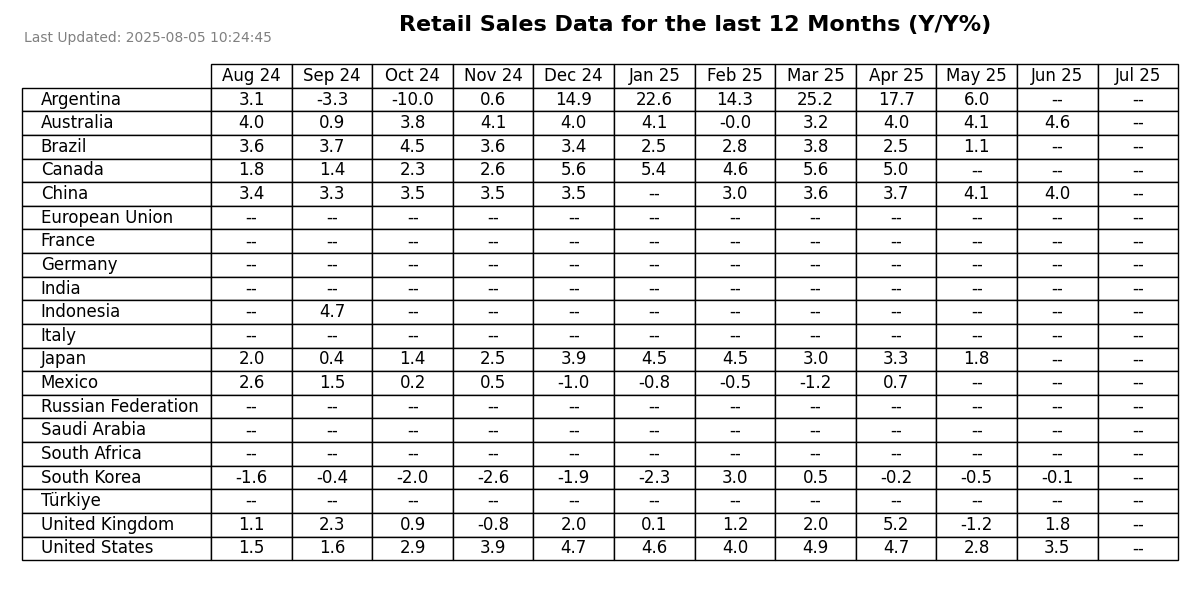 Retail Sales Data for the last 12 Months (Y/Y%)
Last Updated: 2025-08-05 10:24:45
Aug 24 Sep 24 Oct 24 Nov 24 Dec 24 Jan 25 Feb 25 Mar 25 Apr 25 May 25 Jun 25 Jul 25
Argentina 3.1 -3.3 -10.0 0.6 14.9 22.6 14.3 25.2 17.7 6.0 -- --
Australia 4.0 0.9 3.8 4.1 4.0 4.1 -0.0 3.2 4.0 4.1 4.6 --
Brazil 3.6 3.7 4.5 3.6 3.4 2.5 2.8 3.8 2.5 1.1 -- --
Canada 1.8 1.4 2.3 2.6 5.6 5.4 4.6 5.6 5.0 -- -- --
China 3.4 3.3 3.5 3.5 3.5 -- 3.0 3.6 3.7 4.1 4.0 --
European Union -- -- -- -- -- -- -- -- -- -- -- --
France -- -- -- -- -- -- -- -- -- -- -- --
Germany -- -- -- -- -- -- -- -- -- -- -- --
India -- -- -- -- -- -- -- -- -- -- -- --
Indonesia -- 4.7 -- -- -- -- -- -- -- -- -- --
Italy -- -- -- -- -- -- -- -- -- -- -- --
Japan 2.0 0.4 1.4 2.5 3.9 4.5 4.5 3.0 3.3 1.8 -- --
Mexico 2.6 1.5 0.2 0.5 -1.0 -0.8 -0.5 -1.2 0.7 -- -- --
Russian Federation -- -- -- -- -- -- -- -- -- -- -- --
Saudi Arabia -- -- -- -- -- -- -- -- -- -- -- --
South Africa -- -- -- -- -- -- -- -- -- -- -- --
South Korea -1.6 -0.4 -2.0 -2.6 -1.9 -2.3 3.0 0.5 -0.2 -0.5 -0.1 --
Türkiye -- -- -- -- -- -- -- -- -- -- -- --
United Kingdom 1.1 2.3 0.9 -0.8 2.0 0.1 1.2 2.0 5.2 -1.2 1.8 --
United States 1.5 1.6 2.9 3.9 4.7 4.6 4.0 4.9 4.7 2.8 3.5 --